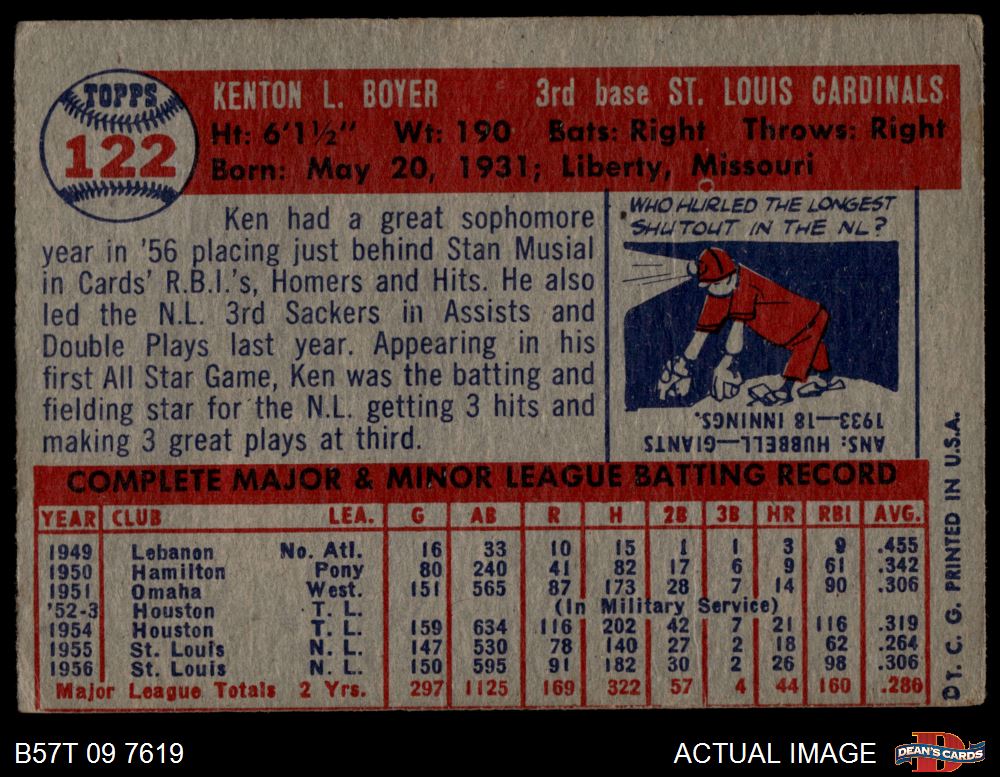 TOPPS
122
KENTON L. BOYER 3rd base ST. LOUIS CARDINALS
Ht: 6'1½" Wt: 190 Bats: Right Throws: Right
Born: May 20, 1931; Liberty, Missouri
Ken had a great sophomore
year in '56 placing just behind Stan Musial
in Cards' R.B.I.'s, Homers and Hits. He also
led the N.L. 3rd Sackers in Assists and
Double Plays last year. Appearing in his
first All Star Game, Ken was the batting and
fielding star for the N.L. getting 3 hits and
making 3 great plays at third.
WHO HURLED THE LONGEST
SHUTOUT IN THE NL?
ANS: HUBBELL—GIANTS
1933—18 INNINGS.
COMPLETE MAJOR & MINOR LEAGUE BATTING RECORD
YEAR CLUB LEA. G AB R H 2B 3B HR RBI AVG.
1949 Lebanon No. Atl. 16 33 10 15 1 1 3 9 .455
1950 Hamilton Pony 80 240 41 82 17 6 9 61 .342
1951 Omaha West. 151 565 87 173 28 7 14 90 .306
'52-3 Houston T. L. (In Military Service)
1954 Houston T. L. 159 634 116 202 42 7 21 116 .319
1955 St. Louis N. L. 147 530 78 140 27 2 18 62 .264
1956 St. Louis N. L. 150 595 91 182 30 2 26 98 .306
Major League Totals 2 Yrs. 297 1125 169 322 57 4 44 160 .286
©T. C. G. PRINTED IN U.S.A.
B57T 09 7619
ACTUAL IMAGE
DEAN'S CARDS